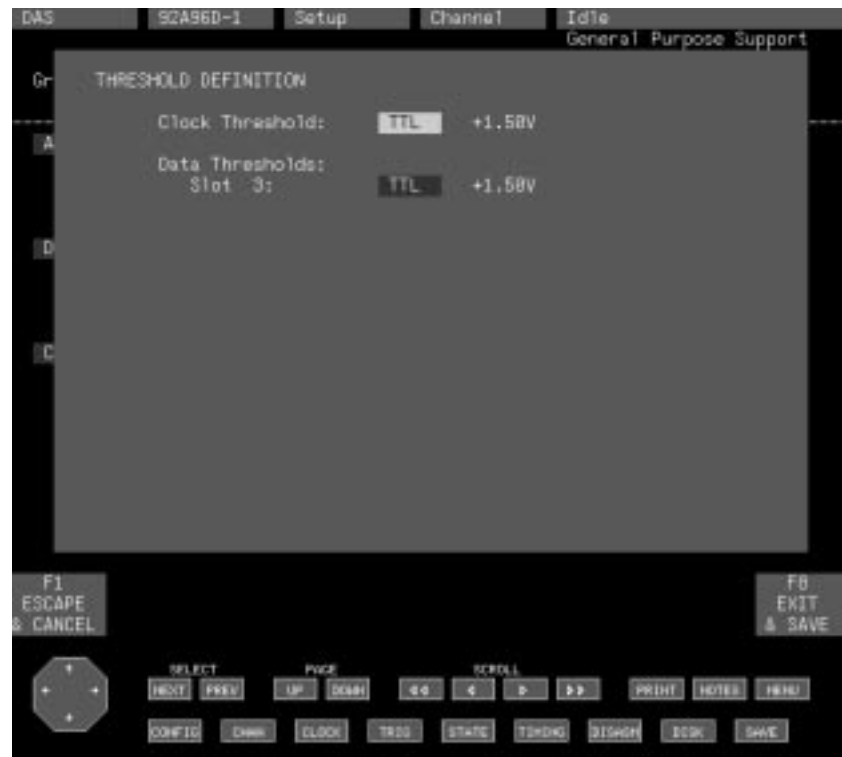 DAS 92A96D-1 Setup Channel Idle
General Purpose Support
Gr
THRESHOLD DEFINITION
Clock Threshold: TTL +1.50V
A
Data Thresholds:
Slot 3: TTL +1.50V
D
C
F1
ESCAPE
& CANCEL
F8
EXIT
& SAVE
SELECT PAGE SCROLL
NEXT PREV UP DOWN PRINT NOTES MENU
CONFIG CHAN CLOCK TRIG STATE TIMING DISASM DISK SAVE